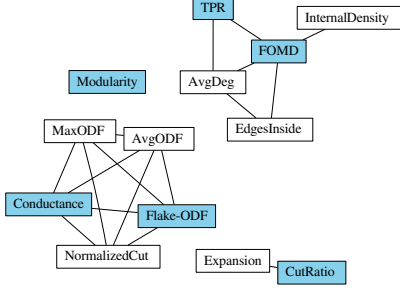 TPR
InternalDensity
FOMD
Modularity
AvgDeg
EdgesInside
MaxODF
AvgODF
Conductance
Flake-ODF
NormalizedCut
Expansion
CutRatio